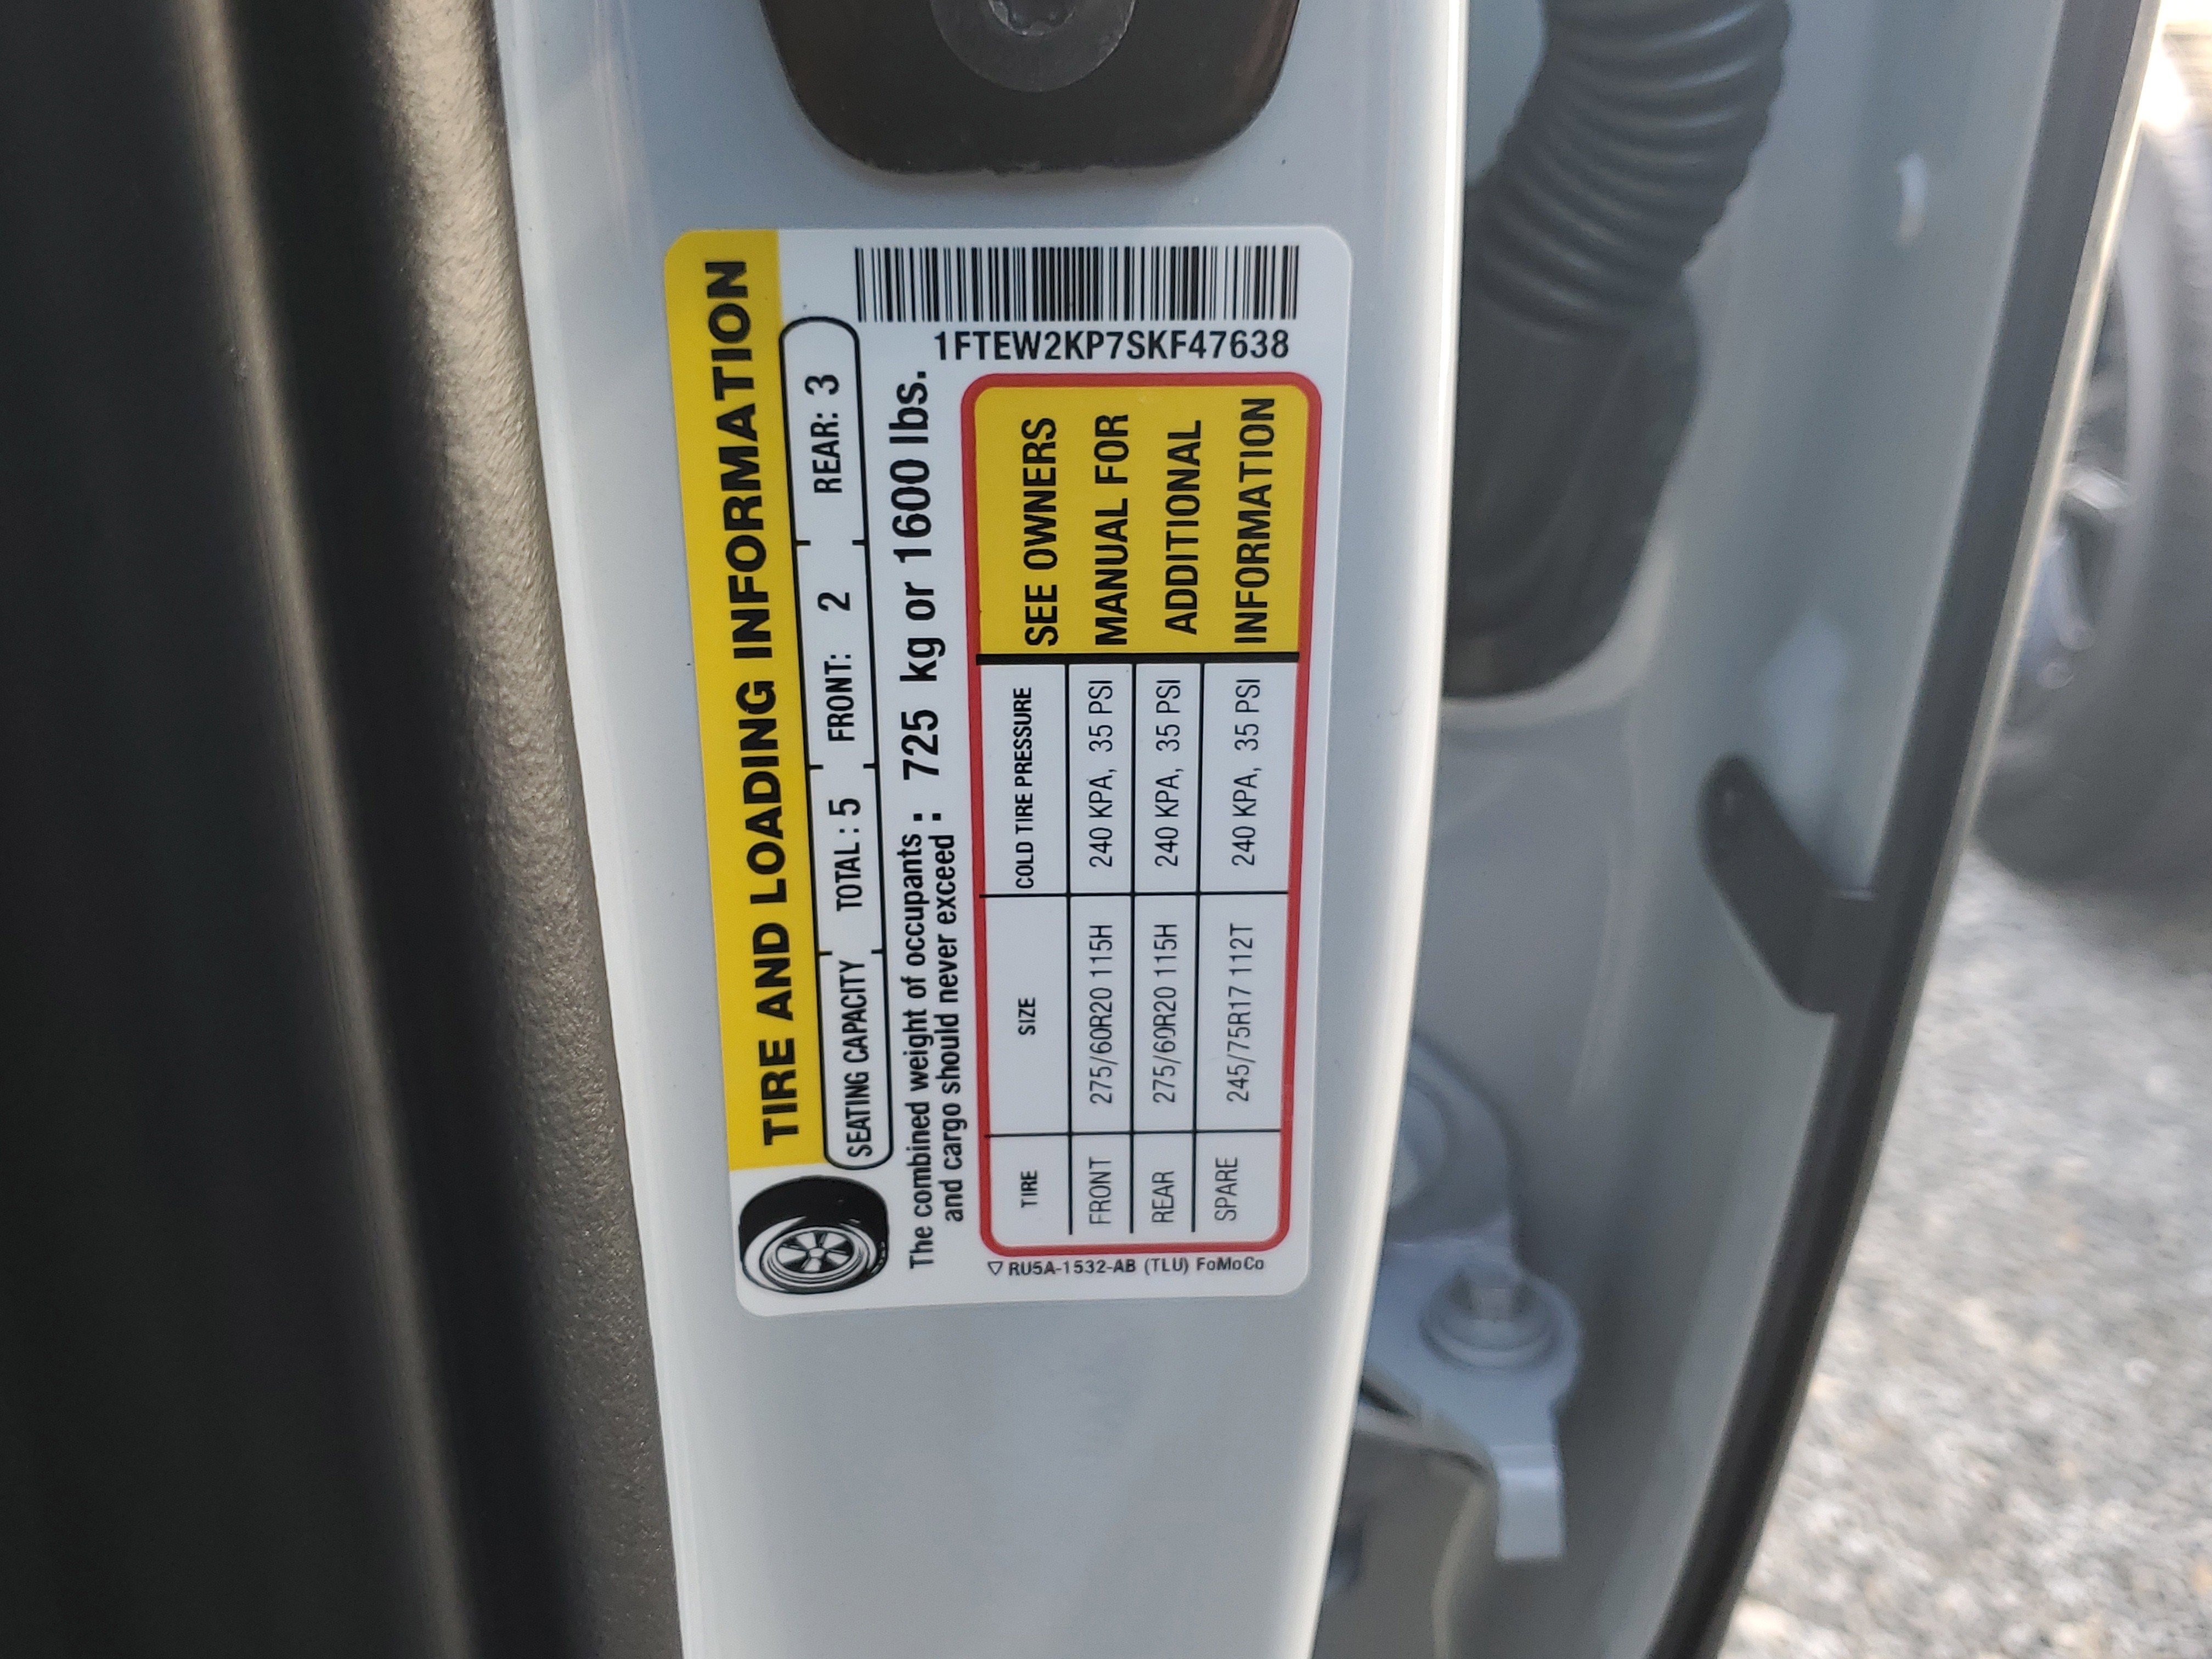 TIRE AND LOADING INFORMATION
SEATING CAPACITY TOTAL : 5 FRONT: 2 REAR: 3
The combined weight of occupants : 725 kg or 1600 lbs.
and cargo should never exceed :
1FTEW2KP7SKF47638
TIRE SIZE COLD TIRE PRESSURE
FRONT 275/60R20 115H 240 KPA, 35 PSI
REAR 275/60R20 115H 240 KPA, 35 PSI
SPARE 245/75R17 112T 240 KPA, 35 PSI
SEE OWNERS
MANUAL FOR
ADDITIONAL
INFORMATION
RU5A-1532-AB (TLU) FoMoCo